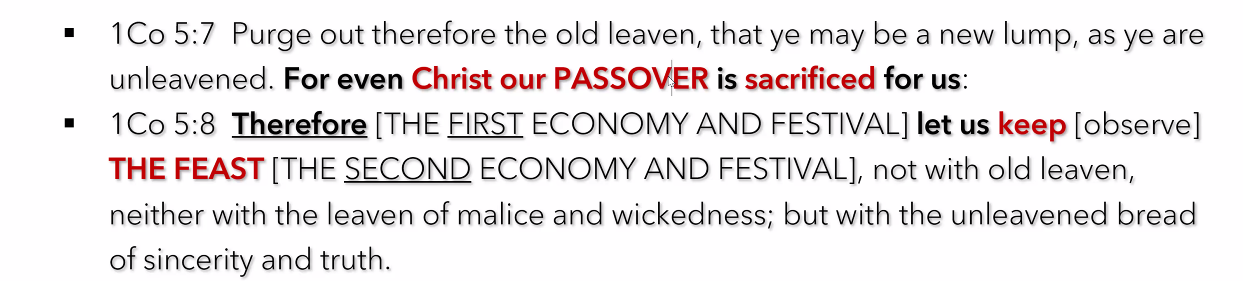 ▪ 1Co 5:7 Purge out therefore the old leaven, that ye may be a new lump, as ye are
unleavened. For even Christ our PASSOVER is sacrificed for us:
▪ 1Co 5:8 Therefore [THE FIRST ECONOMY AND FESTIVAL] let us keep [observe]
THE FEAST [THE SECOND ECONOMY AND FESTIVAL], not with old leaven,
neither with the leaven of malice and wickedness; but with the unleavened bread
of sincerity and truth.